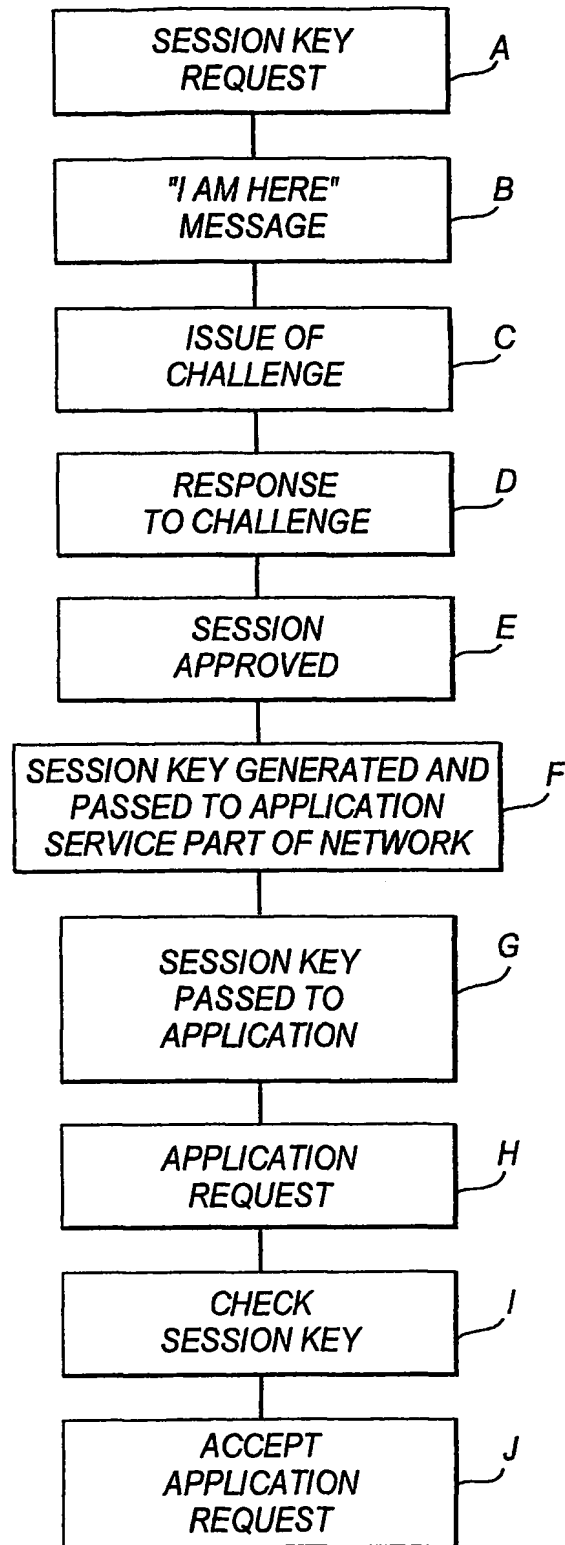 SESSION KEY
REQUEST
A
"I AM HERE"
MESSAGE
B
ISSUE OF
CHALLENGE
C
RESPONSE
TO CHALLENGE
D
SESSION
APPROVED
E
SESSION KEY GENERATED AND
PASSED TO APPLICATION
SERVICE PART OF NETWORK
F
SESSION KEY
PASSED TO
APPLICATION
G
APPLICATION
REQUEST
H
CHECK
SESSION KEY
I
ACCEPT
APPLICATION
REQUEST
J